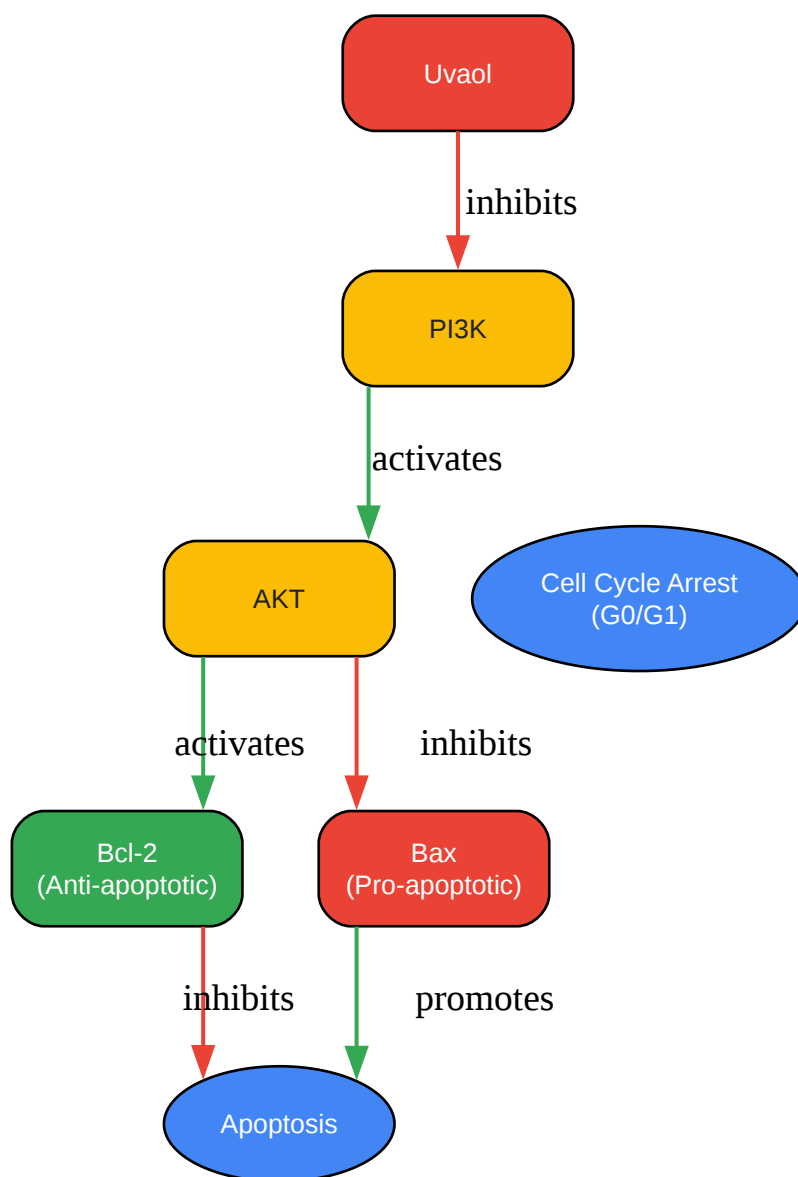 Uvaol
inhibits
PI3K
activates
AKT
Cell Cycle Arrest
(G0/G1)
activates
inhibits
Bcl-2
(Anti-apoptotic)
Bax
(Pro-apoptotic)
inhibits
promotes
Apoptosis